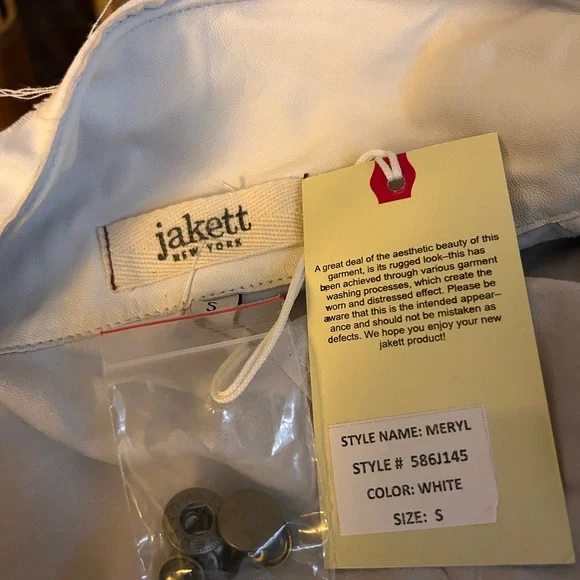 jakett
NEW YORK
S
A great deal of the aesthetic beauty of this
garment, is its rugged look–this has
been achieved through various garment
washing processes, which create the
worn and distressed effect. Please be
aware that this is the intended appear–
ance and should not be mistaken as
defects. We hope you enjoy your new
jakett product!
STYLE NAME: MERYL
STYLE # 586J145
COLOR: WHITE
SIZE: S